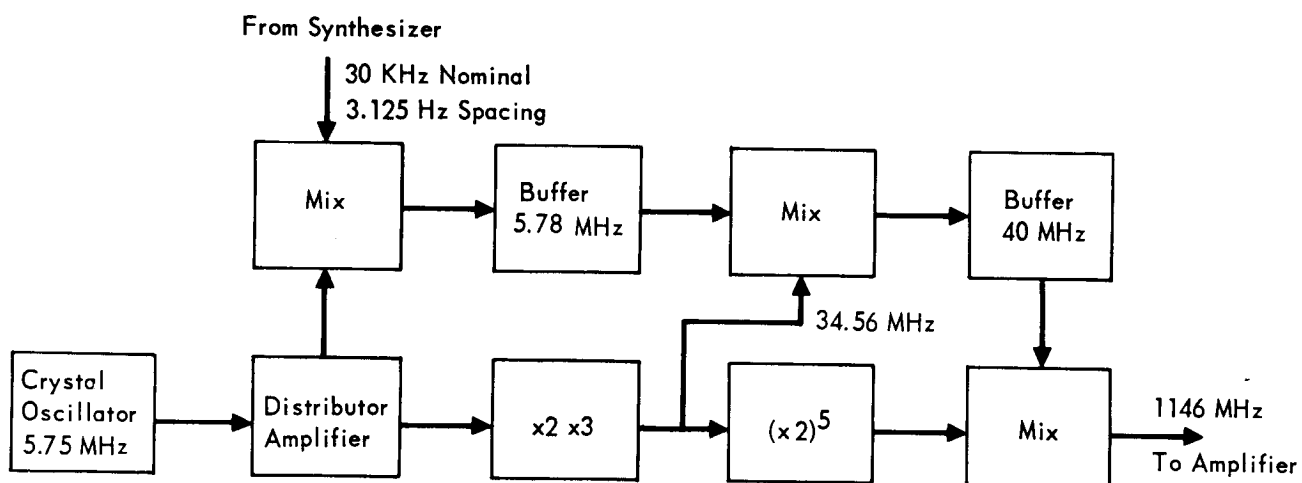 From Synthesizer
30 KHz Nominal
3.125 Hz Spacing
Mix
Buffer
5.78 MHz
Mix
Buffer
40 MHz
34.56 MHz
Crystal
Oscillator
5.75 MHz
Distributor
Amplifier
x2 x3
(x 2)⁵
Mix
1146 MHz
To Amplifier